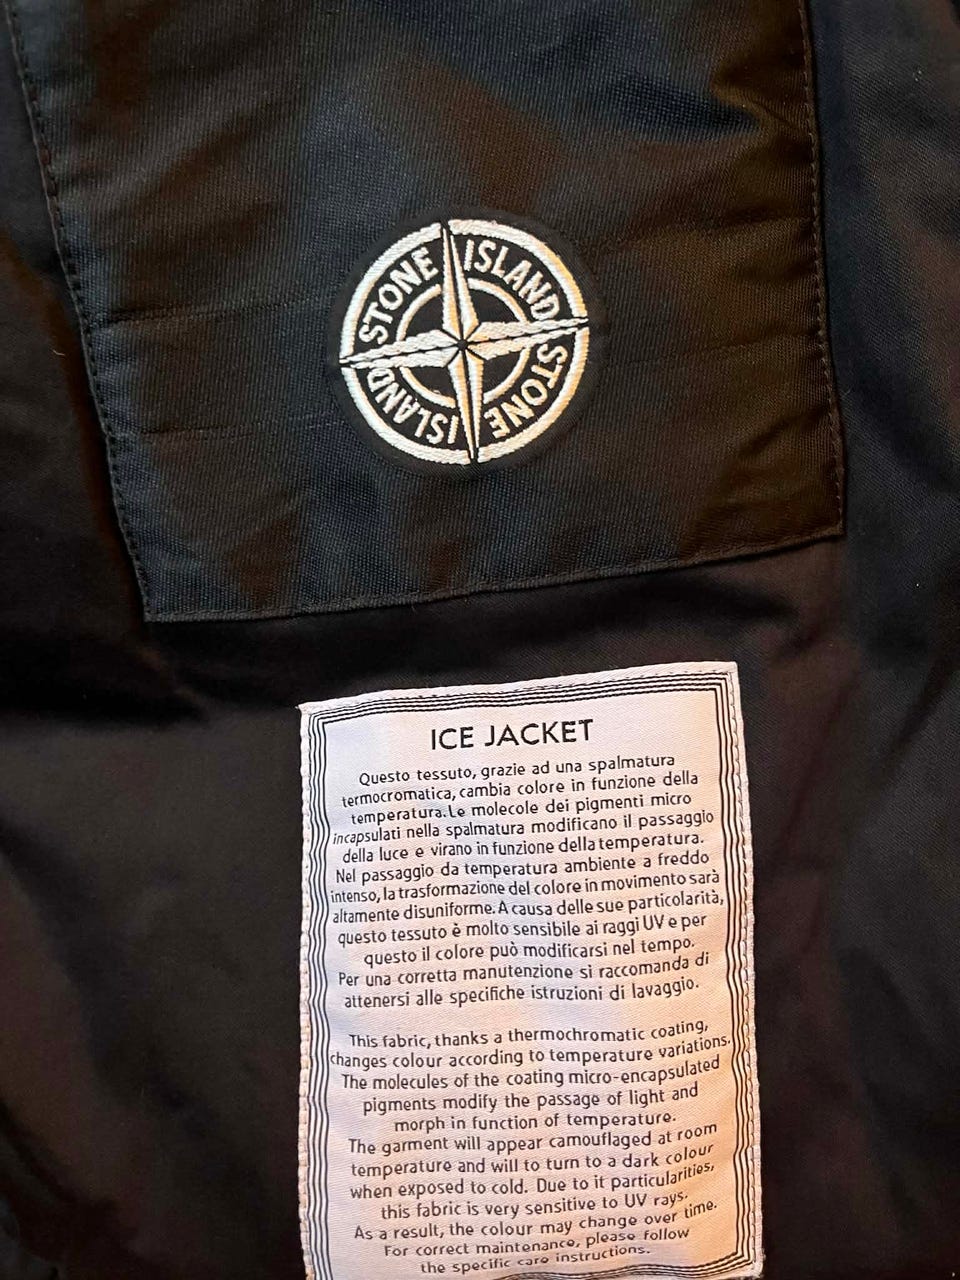 STONE ISLAND
STONE ISLAND
ICE JACKET
Questo tessuto, grazie ad una spalmatura
termocromatica, cambia colore in funzione della
temperatura. Le molecole dei pigmenti micro
incapsulati nella spalmatura modificano il passaggio
della luce e virano in funzione della temperatura.
Nel passaggio da temperatura ambiente a freddo
intenso, la trasformazione del colore in movimento sarà
altamente disuniforme. A causa delle sue particolarità,
questo tessuto è molto sensibile ai raggi UV e per
questo il colore può modificarsi nel tempo.
Per una corretta manutenzione si raccomanda di
attenersi alle specifiche istruzioni di lavaggio.
This fabric, thanks a thermochromatic coating,
changes colour according to temperature variations.
The molecules of the coating micro-encapsulated
pigments modify the passage of light and
morph in function of temperature.
The garment will appear camouflaged at room
temperature and will to turn to a dark colour
when exposed to cold. Due to it particularities,
this fabric is very sensitive to UV rays.
As a result, the colour may change over time.
For correct maintenance, please follow
the specific care instructions.